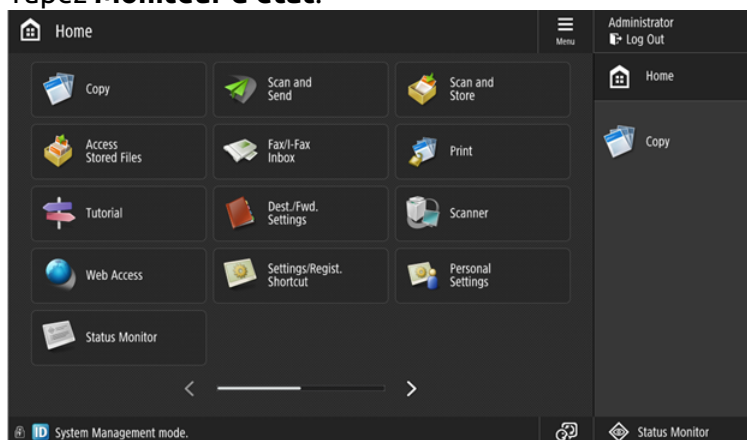 Tapez Moniteur d'état.
Home
Menu
Administrator
Log Out
Home
Copy
Copy
Scan and
Send
Scan and
Store
Access
Stored Files
Fax/I-Fax
Inbox
Print
Tutorial
Dest./Fwd.
Settings
Scanner
Web Access
Settings/Regist.
Shortcut
Personal
Settings
Status Monitor
ID System Management mode.
Status Monitor